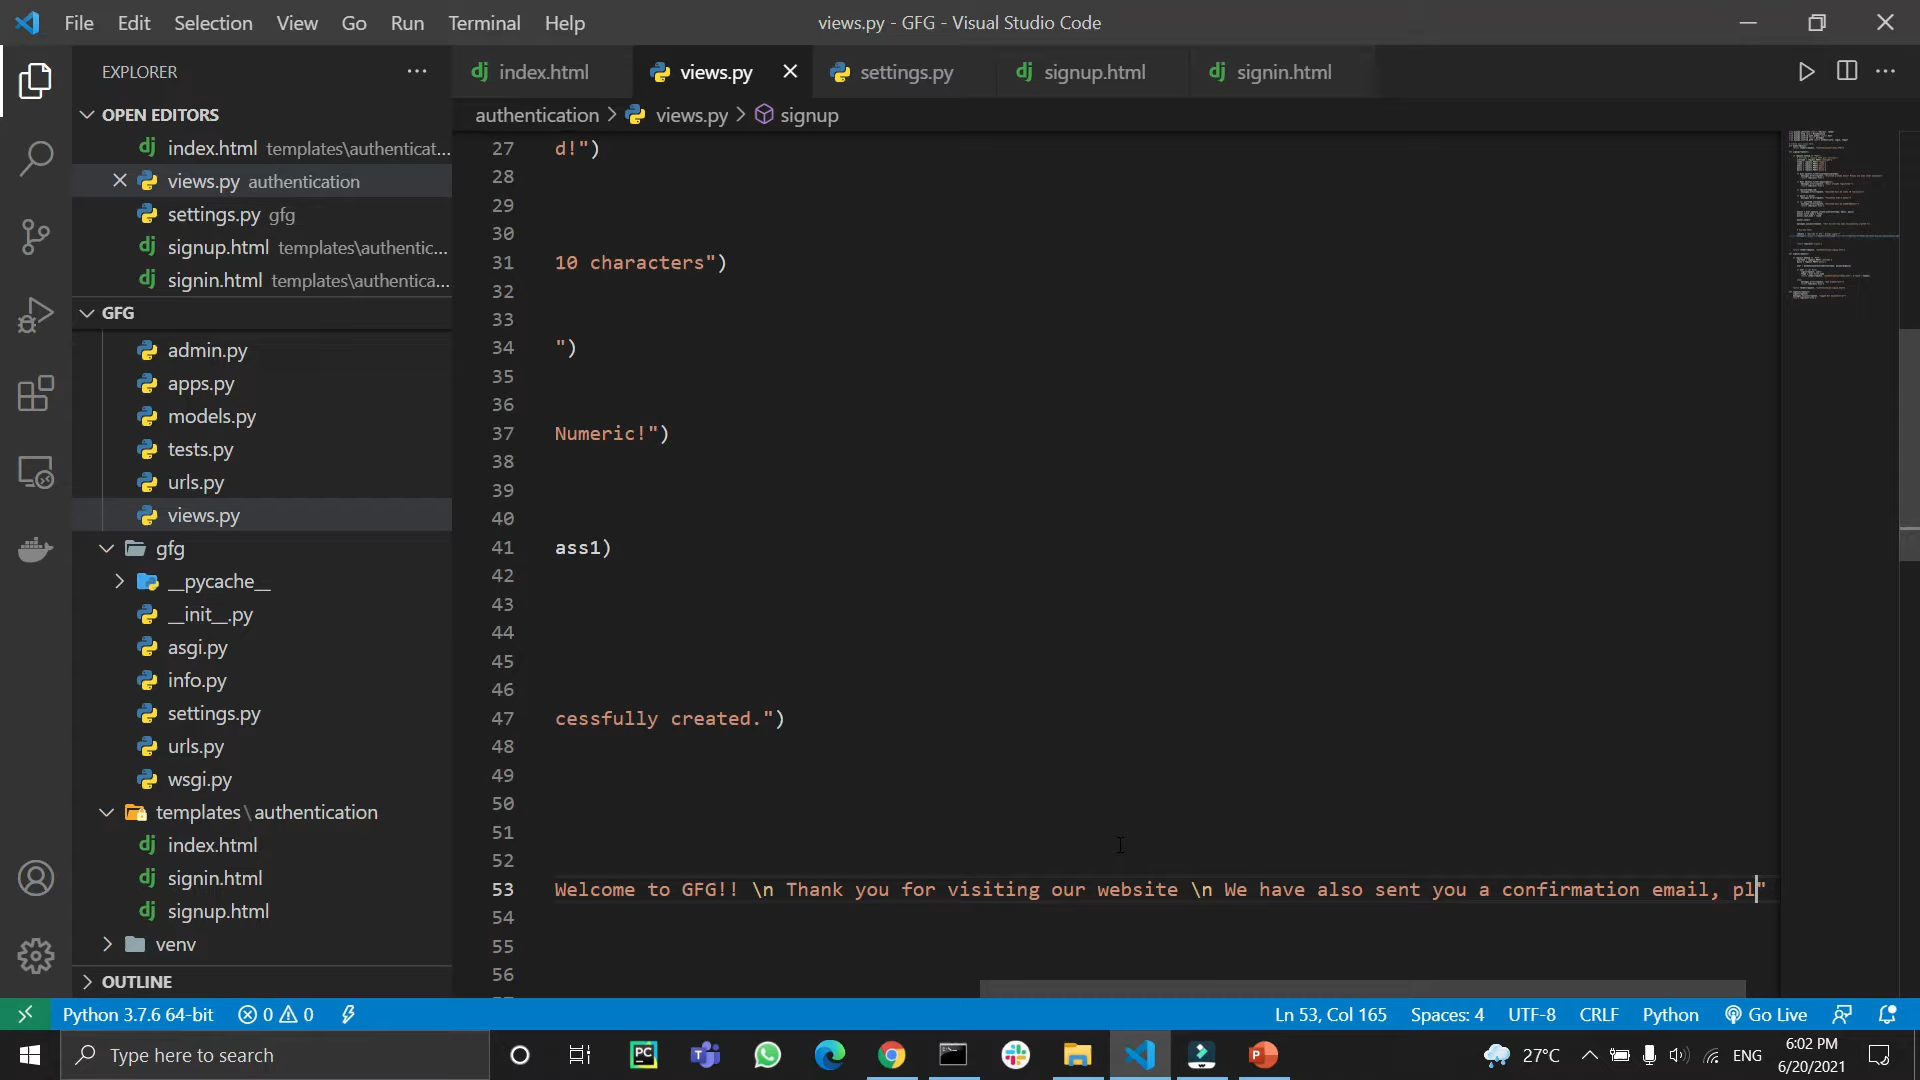 File Edit Selection View Go Run Terminal Help
views.py - GFG - Visual Studio Code
EXPLORER
OPEN EDITORS
index.html templates\authenticat...
views.py authentication
settings.py gfg
signup.html templates\authentic...
signin.html templates\authentica...
GFG
admin.py
apps.py
models.py
tests.py
urls.py
views.py
gfg
__pycache__
__init__.py
asgi.py
info.py
settings.py
urls.py
wsgi.py
templates\authentication
index.html
signin.html
signup.html
venv
OUTLINE
index.html views.py settings.py signup.html signin.html
authentication > views.py > signup
27 d!")
28
29
30
31 10 characters")
32
33
34 ")
35
36
37 Numeric!")
38
39
40
41 ass1)
42
43
44
45
46
47 cessfully created.")
48
49
50
51
52
53 Welcome to GFG!! \n Thank you for visiting our website \n We have also sent you a confirmation email, pl"
54
55
56
Python 3.7.6 64-bit 0 0
Ln 53, Col 165 Spaces: 4 UTF-8 CRLF Python Go Live
Type here to search
PC
W
P
27°C ENG
6:02 PM
6/20/2021